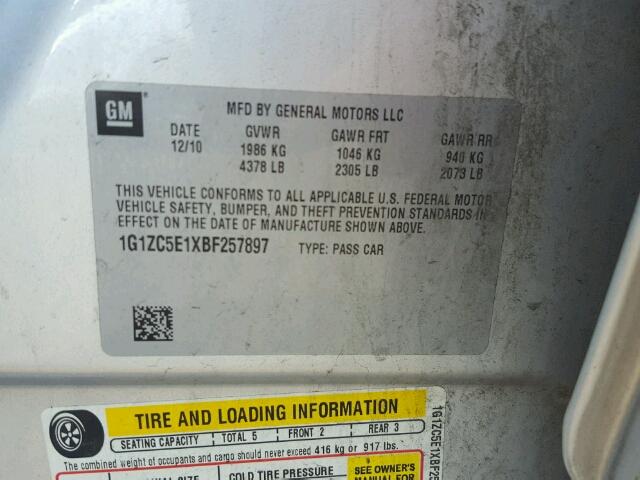 GM
MFD BY GENERAL MOTORS LLC
DATE GVWR GAWR FRT GAWR RR
12/10 1986 KG 1046 KG 940 KG
4378 LB 2305 LB 2073 LB
THIS VEHICLE CONFORMS TO ALL APPLICABLE U.S. FEDERAL MOTOR
VEHICLE SAFETY, BUMPER, AND THEFT PREVENTION STANDARDS IN
EFFECT ON THE DATE OF MANUFACTURE SHOWN ABOVE.
1G1ZC5E1XBF257897 TYPE: PASS CAR
TIRE AND LOADING INFORMATION
SEATING CAPACITY TOTAL 5 FRONT 2 REAR 3
The combined weight of occupants and cargo should never exceed 416 kg or 917 lbs.
COLD TIRE PRESSURE
SEE OWNER'S
MANUAL FOR
1G1ZC5E1XBF25